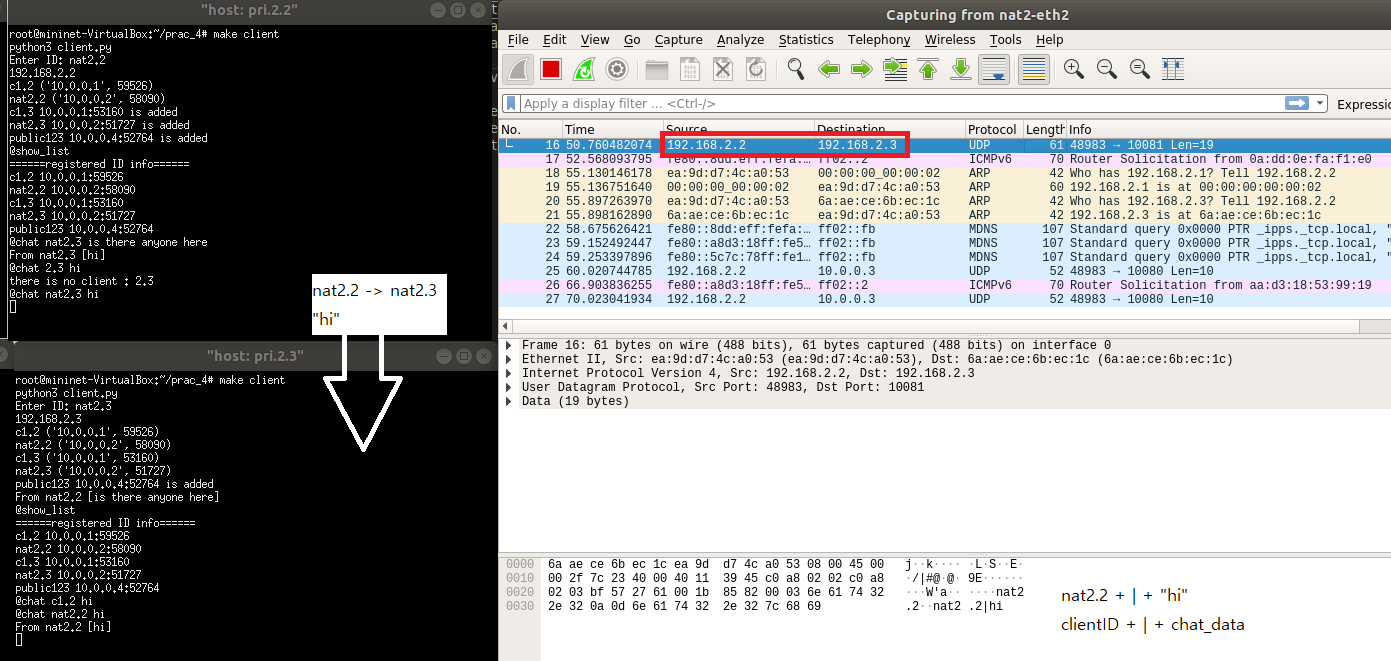 "host: pri.2.2"
root@mininet-VirtualBox:~/prac_4# make client
python3 client.py
Enter ID: nat2.2
192.168.2.2
c1.2 ('10.0.0.1', 59526)
nat2.2 ('10.0.0.2', 58090)
c1.3 10.0.0.1:53160 is added
nat2.3 10.0.0.2:51727 is added
public123 10.0.0.4:52764 is added
@show_list
======registered ID info======
c1.2 10.0.0.1:59526
nat2.2 10.0.0.2:58090
c1.3 10.0.0.1:53160
nat2.3 10.0.0.2:51727
public123 10.0.0.4:52764
@chat nat2.3 is there anyone here
From nat2.3 [hi]
@chat 2.3 hi
there is no client : 2.3
@chat nat2.3 hi
nat2.2 -> nat2.3
"hi"
"host: pri.2.3"
root@mininet-VirtualBox:~/prac_4# make client
python3 client.py
Enter ID: nat2.3
192.168.2.3
c1.2 ('10.0.0.1', 59526)
nat2.2 ('10.0.0.2', 58090)
c1.3 ('10.0.0.1', 53160)
nat2.3 ('10.0.0.2', 51727)
public123 10.0.0.4:52764 is added
From nat2.2 [is there anyone here]
@show_list
======registered ID info======
c1.2 10.0.0.1:59526
nat2.2 10.0.0.2:58090
c1.3 10.0.0.1:53160
nat2.3 10.0.0.2:51727
public123 10.0.0.4:52764
@chat c1.2 hi
@chat nat2.2 hi
From nat2.2 [hi]
Capturing from nat2-eth2
File Edit View Go Capture Analyze Statistics Telephony Wireless Tools Help
Apply a display filter ... <Ctrl-/> Expressio
No. Time Source Destination Protocol Length Info
16 50.760482074 192.168.2.2 192.168.2.3 UDP 61 48983 → 10081 Len=19
17 52.568093795 fe80::8dd:eff:fefa:… ff02::2 ICMPv6 70 Router Solicitation from 0a:dd:0e:fa:f1:e0
18 55.130146178 ea:9d:d7:4c:a0:53 00:00:00_00:00:02 ARP 42 Who has 192.168.2.1? Tell 192.168.2.2
19 55.136751640 00:00:00_00:00:02 ea:9d:d7:4c:a0:53 ARP 60 192.168.2.1 is at 00:00:00:00:00:02
20 55.897263970 ea:9d:d7:4c:a0:53 6a:ae:ce:6b:ec:1c ARP 42 Who has 192.168.2.3? Tell 192.168.2.2
21 55.898162890 6a:ae:ce:6b:ec:1c ea:9d:d7:4c:a0:53 ARP 42 192.168.2.3 is at 6a:ae:ce:6b:ec:1c
22 58.675626421 fe80::8dd:eff:fefa:… ff02::fb MDNS 107 Standard query 0x0000 PTR _ipps._tcp.local, "
23 59.152492447 fe80::a8d3:18ff:fe5… ff02::fb MDNS 107 Standard query 0x0000 PTR _ipps._tcp.local, "
24 59.253397896 fe80::5c7c:78ff:fe1… ff02::fb MDNS 107 Standard query 0x0000 PTR _ipps._tcp.local, "
25 60.020744785 192.168.2.2 10.0.0.3 UDP 52 48983 → 10080 Len=10
26 66.903836255 fe80::a8d3:18ff:fe5… ff02::2 ICMPv6 70 Router Solicitation from aa:d3:18:53:99:19
27 70.023041934 192.168.2.2 10.0.0.3 UDP 52 48983 → 10080 Len=10
Frame 16: 61 bytes on wire (488 bits), 61 bytes captured (488 bits) on interface 0
Ethernet II, Src: ea:9d:d7:4c:a0:53 (ea:9d:d7:4c:a0:53), Dst: 6a:ae:ce:6b:ec:1c (6a:ae:ce:6b:ec:1c)
Internet Protocol Version 4, Src: 192.168.2.2, Dst: 192.168.2.3
User Datagram Protocol, Src Port: 48983, Dst Port: 10081
Data (19 bytes)
0000 6a ae ce 6b ec 1c ea 9d d7 4c a0 53 08 00 45 00 j··k···· ·L·S··E·
0010 00 2f 7c 23 40 00 40 11 39 45 c0 a8 02 02 c0 a8 ·/|#@·@· 9E······
0020 02 03 bf 57 27 61 00 1b 85 82 00 03 6e 61 74 32 ···W'a·· ····nat2
0030 2e 32 0a 0d 6e 61 74 32 2e 32 7c 68 69 .2··nat2 .2|hi
nat2.2 + | + "hi"
clientID + | + chat_data